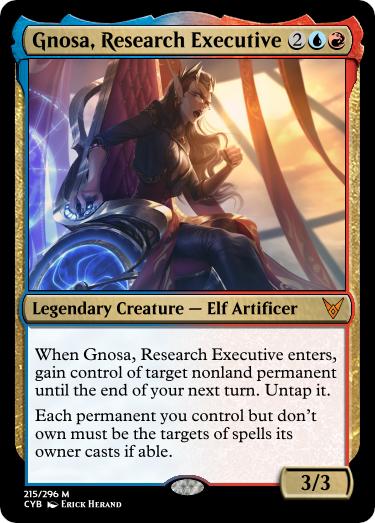 Gnosa, Research Executive 2
Legendary Creature — Elf Artificer
When Gnosa, Research Executive enters,
gain control of target nonland permanent
until the end of your next turn. Untap it.
Each permanent you control but don't
own must be the targets of spells its
owner casts if able.
3/3
215/296 M
CYB Erick Herand